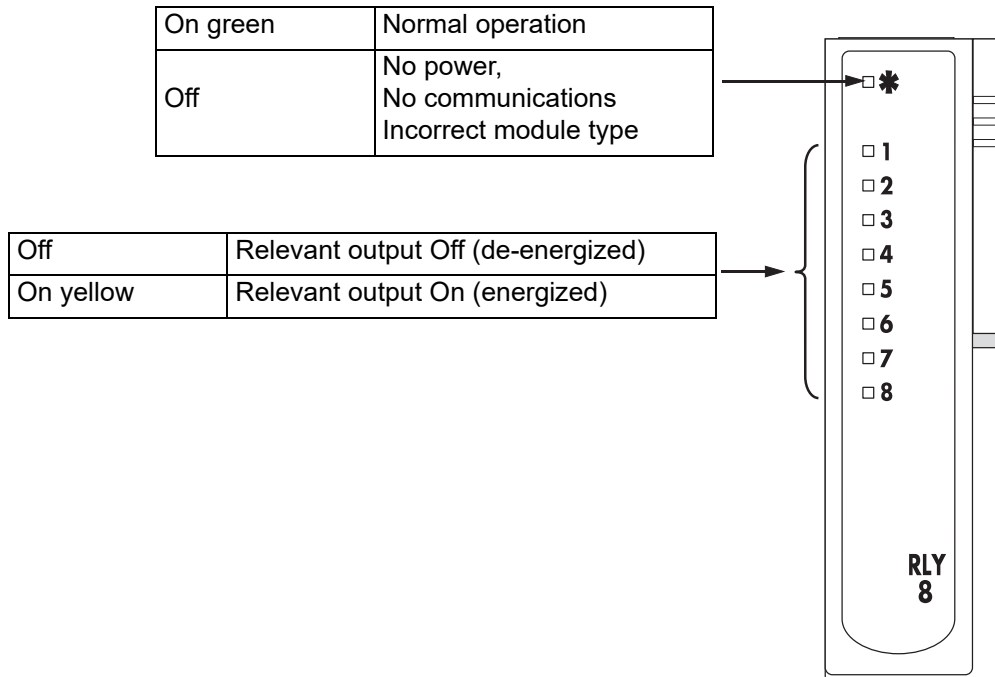 On green Normal operation
Off No power,
No communications
Incorrect module type
✱
1
2
3
4
5
6
7
8
Off Relevant output Off (de-energized)
On yellow Relevant output On (energized)
RLY
8